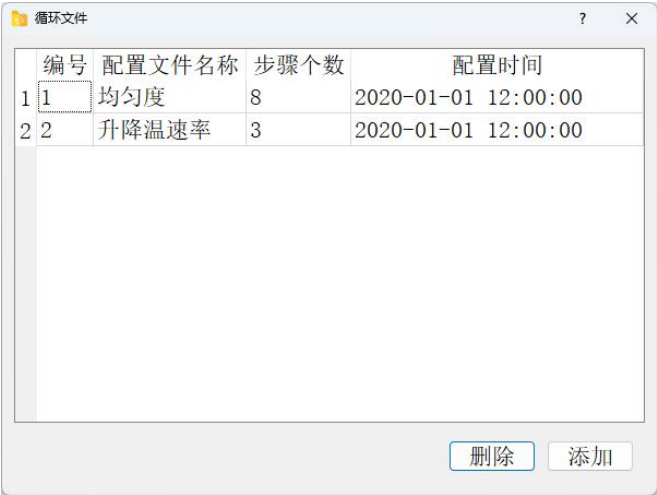 循环文件
编号 配置文件名称 步骤个数 配置时间
1 1 均匀度 8 2020-01-01 12:00:00
2 2 升降温速率 3 2020-01-01 12:00:00
删除 添加